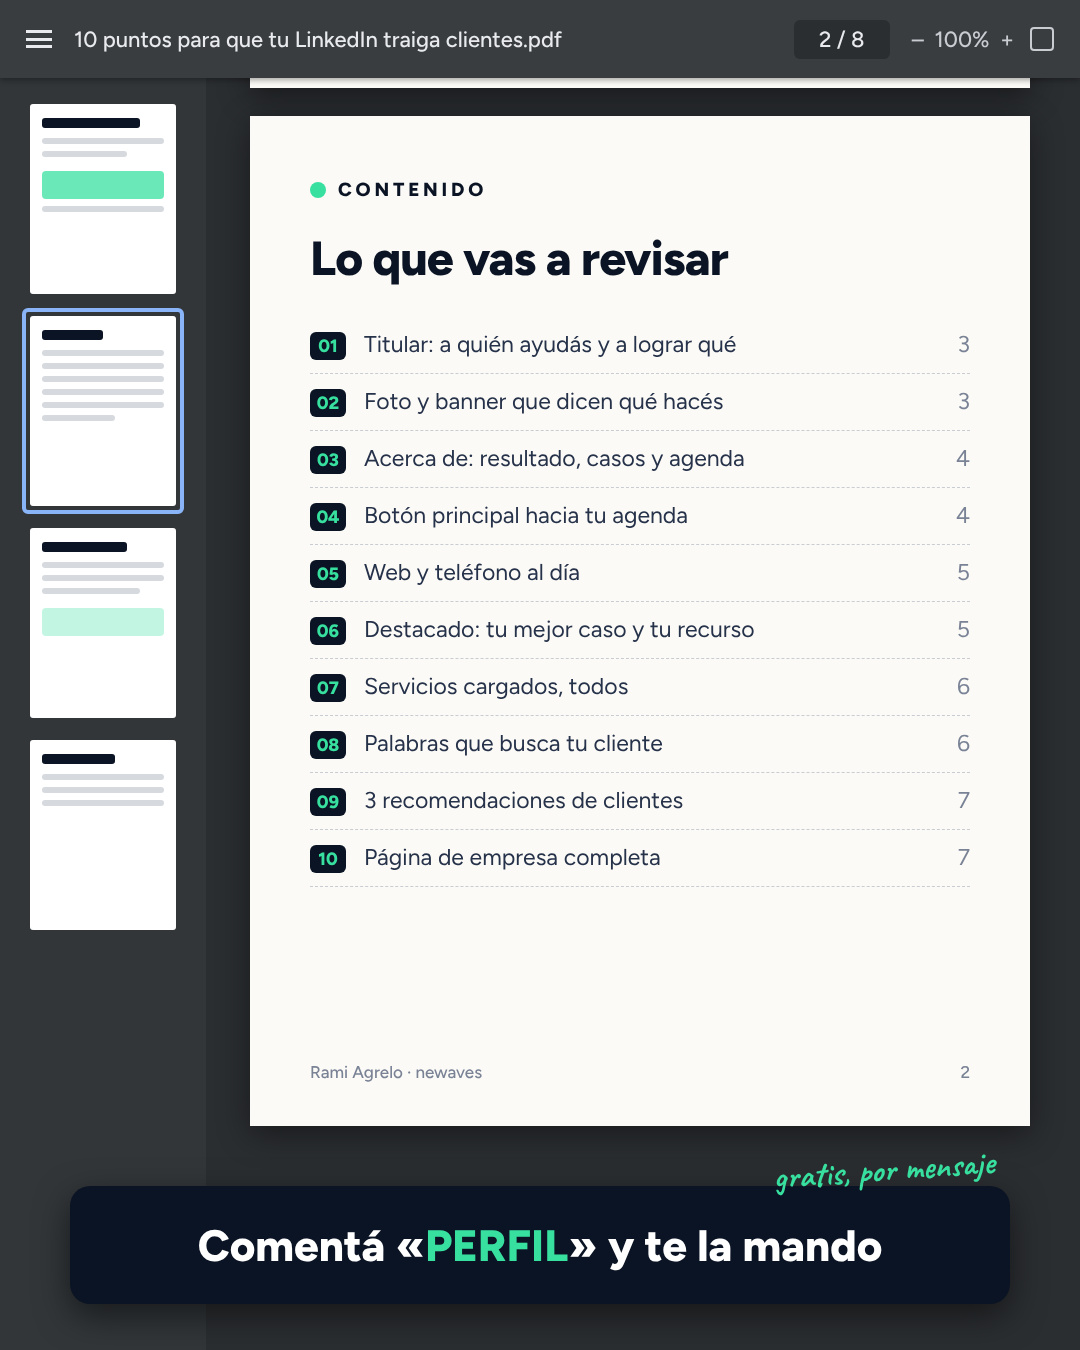 10 puntos para que tu LinkedIn traiga clientes.pdf
2 / 8
– 100% +
CONTENIDO
Lo que vas a revisar
01 Titular: a quién ayudás y a lograr qué 3
02 Foto y banner que dicen qué hacés 3
03 Acerca de: resultado, casos y agenda 4
04 Botón principal hacia tu agenda 4
05 Web y teléfono al día 5
06 Destacado: tu mejor caso y tu recurso 5
07 Servicios cargados, todos 6
08 Palabras que busca tu cliente 6
09 3 recomendaciones de clientes 7
10 Página de empresa completa 7
Rami Agrelo · newaves 2
gratis, por mensaje
Comentá «PERFIL» y te la mando